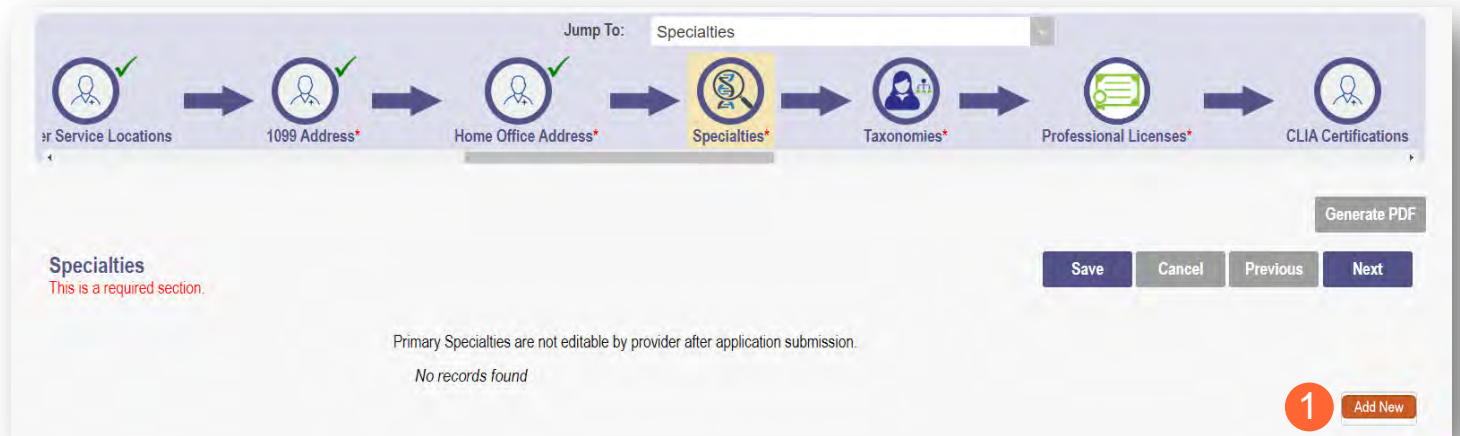 Jump To: Specialties
er Service Locations 1099 Address* Home Office Address* Specialties* Taxonomies* Professional Licenses* CLIA Certifications
Generate PDF
Specialties Save Cancel Previous Next
This is a required section.
Primary Specialties are not editable by provider after application submission.
No records found
1 Add New